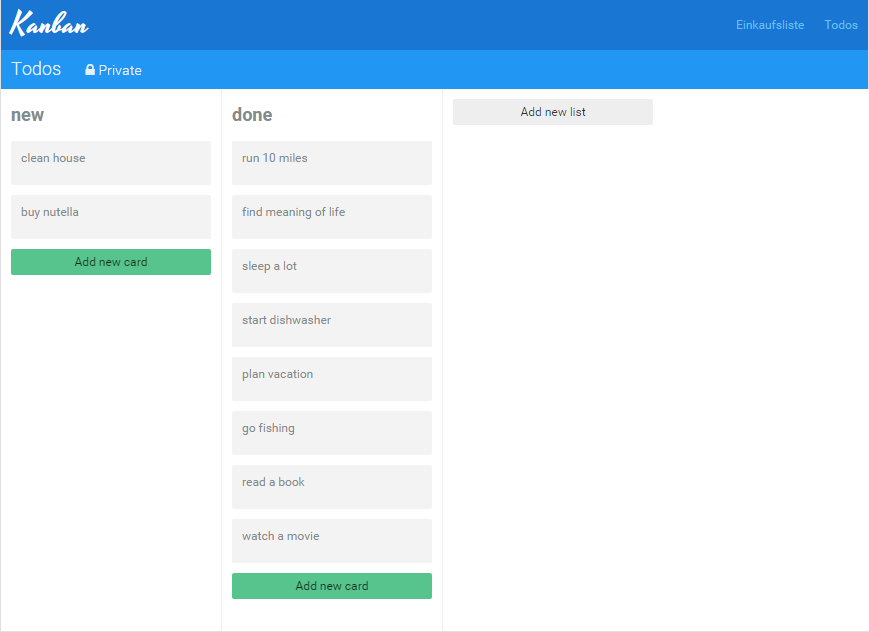 Kanban
Einkaufsliste Todos
Todos Private
new
clean house
buy nutella
Add new card
done
run 10 miles
find meaning of life
sleep a lot
start dishwasher
plan vacation
go fishing
read a book
watch a movie
Add new card
Add new list